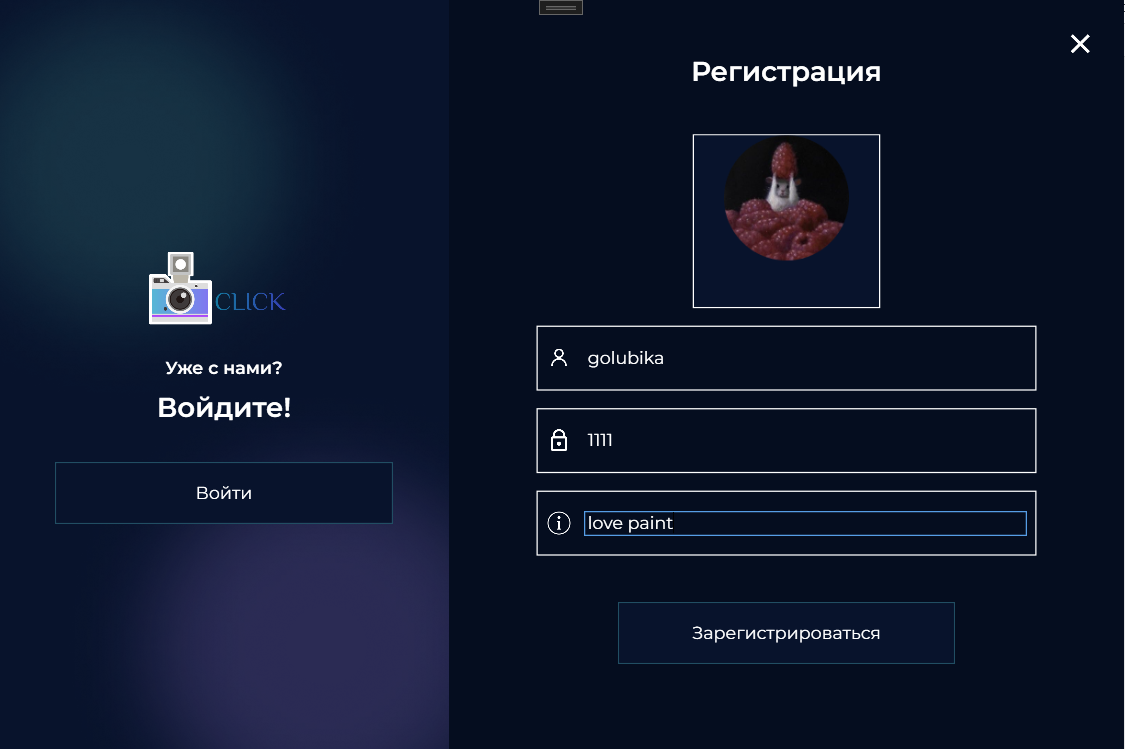 CLICK
Уже с нами?
Войдите!
Войти
Регистрация
golubika
1111
love paint
Зарегистрироваться